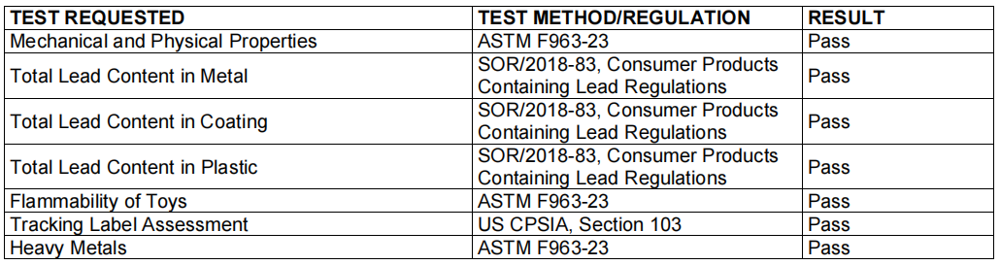 TEST REQUESTED TEST METHOD/REGULATION RESULT
Mechanical and Physical Properties ASTM F963-23 Pass
Total Lead Content in Metal SOR/2018-83, Consumer Products
Containing Lead Regulations Pass
Total Lead Content in Coating SOR/2018-83, Consumer Products
Containing Lead Regulations Pass
Total Lead Content in Plastic SOR/2018-83, Consumer Products
Containing Lead Regulations Pass
Flammability of Toys ASTM F963-23 Pass
Tracking Label Assessment US CPSIA, Section 103 Pass
Heavy Metals ASTM F963-23 Pass